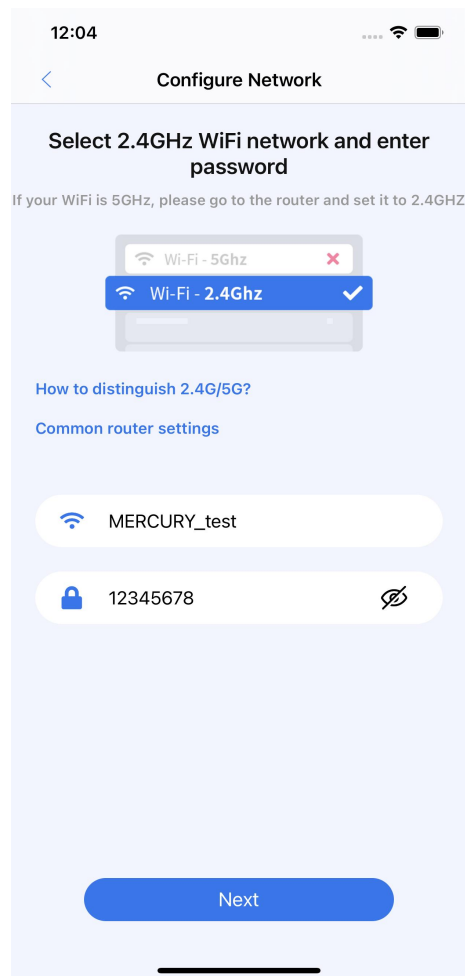 12:04
Configure Network
Select 2.4GHz WiFi network and enter
password
If your WiFi is 5GHz, please go to the router and set it to 2.4GHZ
Wi-Fi - 5Ghz
Wi-Fi - 2.4Ghz
How to distinguish 2.4G/5G?
Common router settings
MERCURY_test
12345678
Next